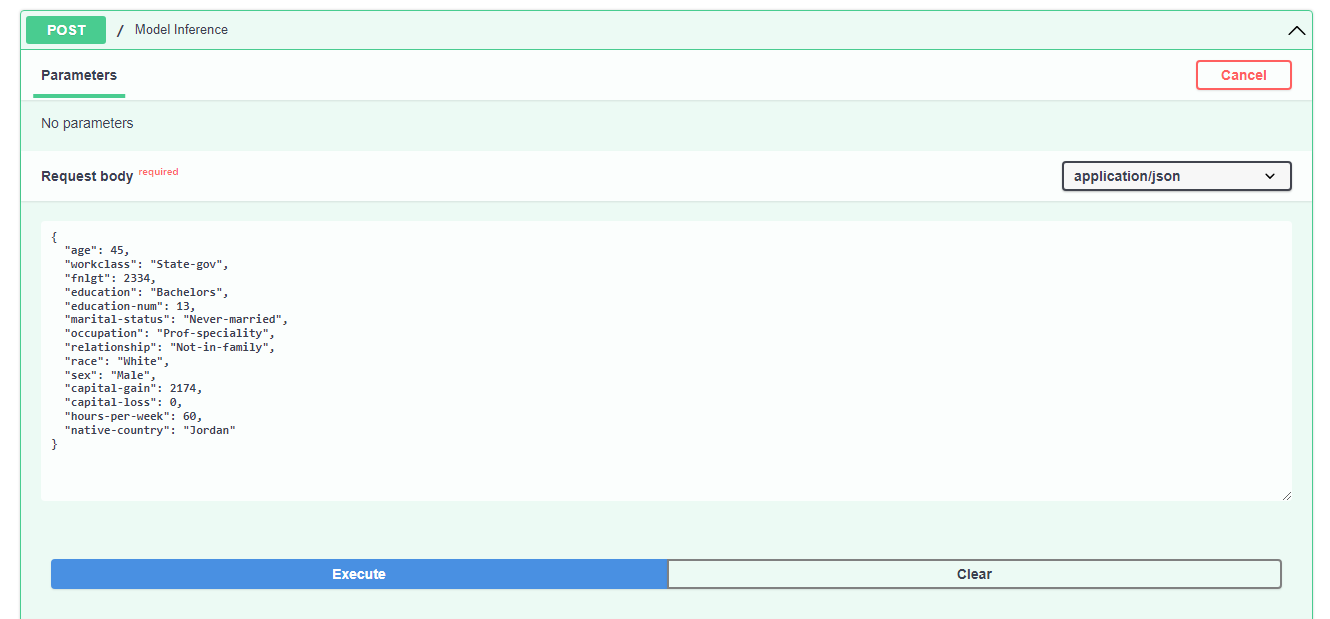 POST / Model Inference
Parameters
Cancel
No parameters
Request body required
application/json
{
"age": 45,
"workclass": "State-gov",
"fnlgt": 2334,
"education": "Bachelors",
"education-num": 13,
"marital-status": "Never-married",
"occupation": "Prof-speciality",
"relationship": "Not-in-family",
"race": "White",
"sex": "Male",
"capital-gain": 2174,
"capital-loss": 0,
"hours-per-week": 60,
"native-country": "Jordan"
}
Execute
Clear